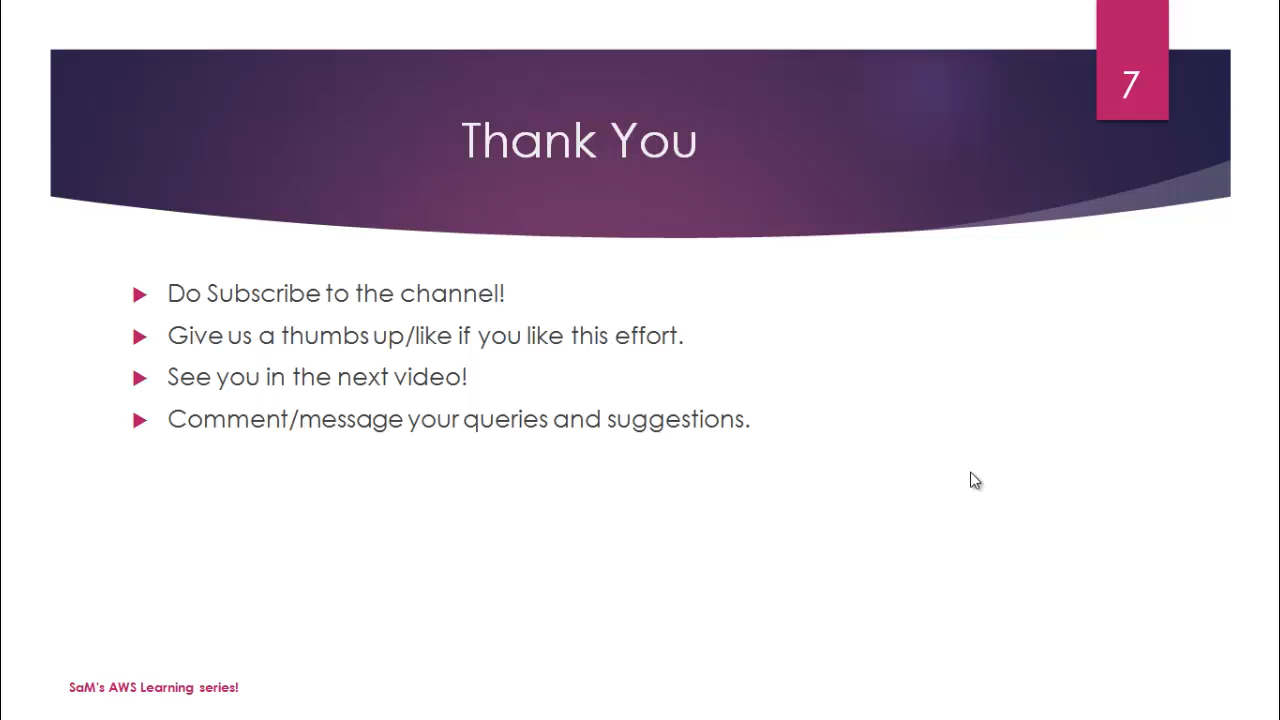 7
Thank You
Do Subscribe to the channel!
Give us a thumbs up/like if you like this effort.
See you in the next video!
Comment/message your queries and suggestions.
SaM's AWS Learning series!